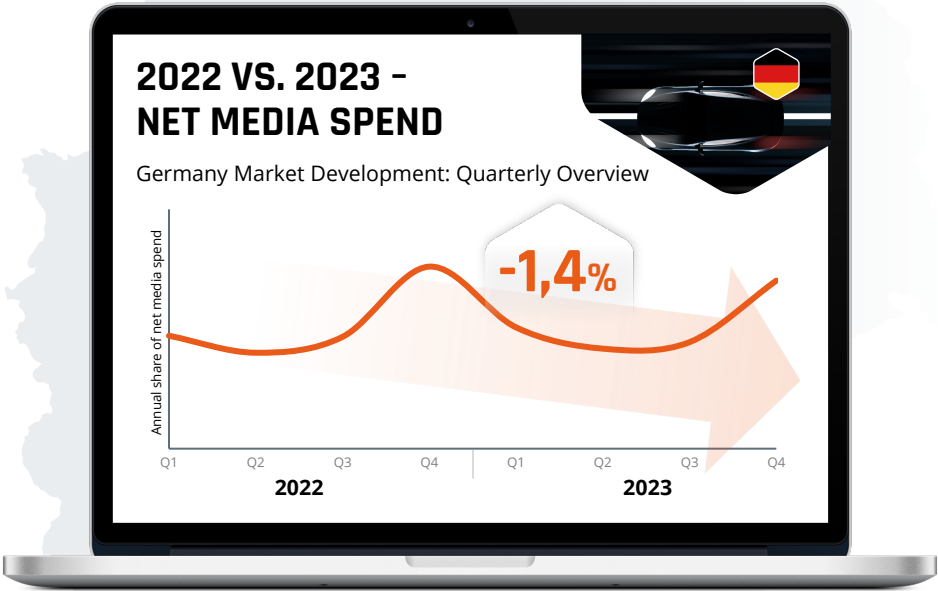 2022 VS. 2023 –
NET MEDIA SPEND
Germany Market Development: Quarterly Overview
Annual share of net media spend
-1,4%
Q1 Q2 Q3 Q4 Q1 Q2 Q3 Q4
2022 2023